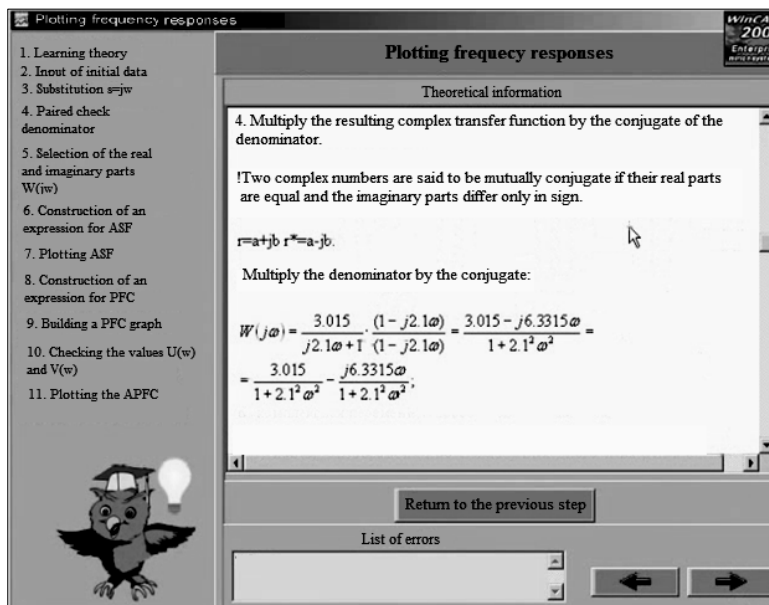 Plotting frequency responses
WinCA
200
Enterpri
1. Learning theory
2. Inout of initial data
3. Substitution s=jw
4. Paired check
denominator
5. Selection of the real
and imaginary parts
W(jw)
6. Construction of an
expression for ASF
7. Plotting ASF
8. Construction of an
expression for PFC
9. Building a PFC graph
10. Checking the values U(w)
and V(w)
11. Plotting the APFC
Plotting frequecy responses
Theoretical information
4. Multiply the resulting complex transfer function by the conjugate of the
denominator.
!Two complex numbers are said to be mutually conjugate if their real parts
are equal and the imaginary parts differ only in sign.
r=a+jb r*=a-jb.
Multiply the denominator by the conjugate:
W(jω) = 3.015 / (j2.1ω+1) · (1−j2.1ω) / (1−j2.1ω) = (3.015−j6.3315ω) / (1+2.1²ω²) =
= 3.015 / (1+2.1²ω²) − j6.3315ω / (1+2.1²ω²);
Return to the previous step
List of errors